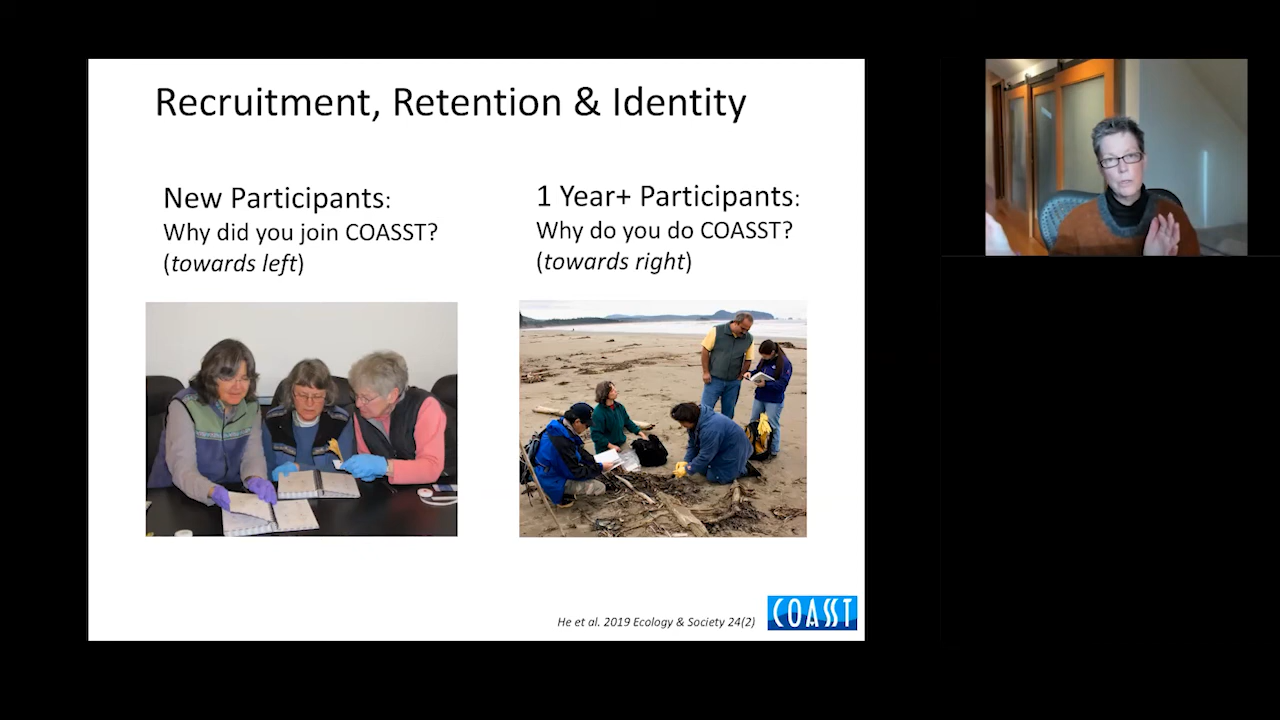 Recruitment, Retention & Identity
New Participants:
Why did you join COASST?
(towards left)
1 Year+ Participants:
Why do you do COASST?
(towards right)
He et al. 2019 Ecology & Society 24(2)
COASST